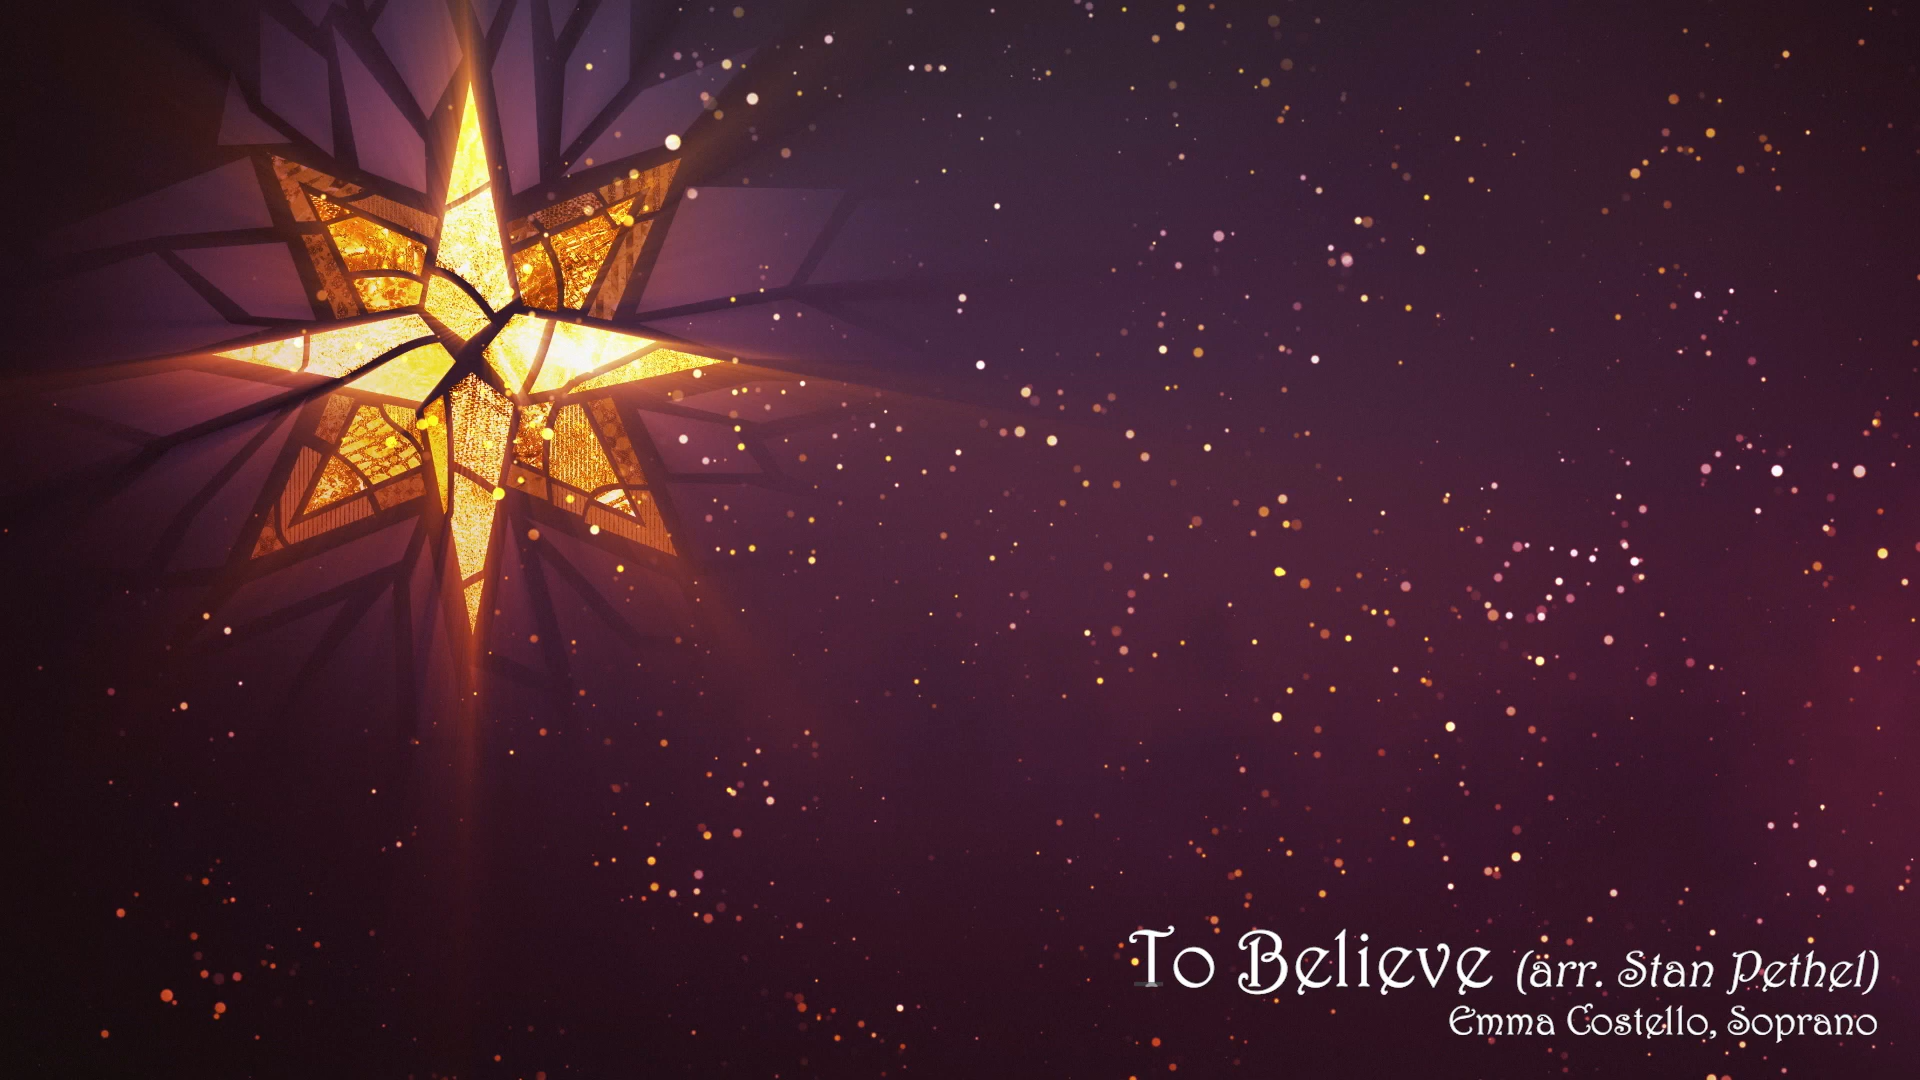 To Believe (arr. Stan Pethel)
Emma Costello, Soprano